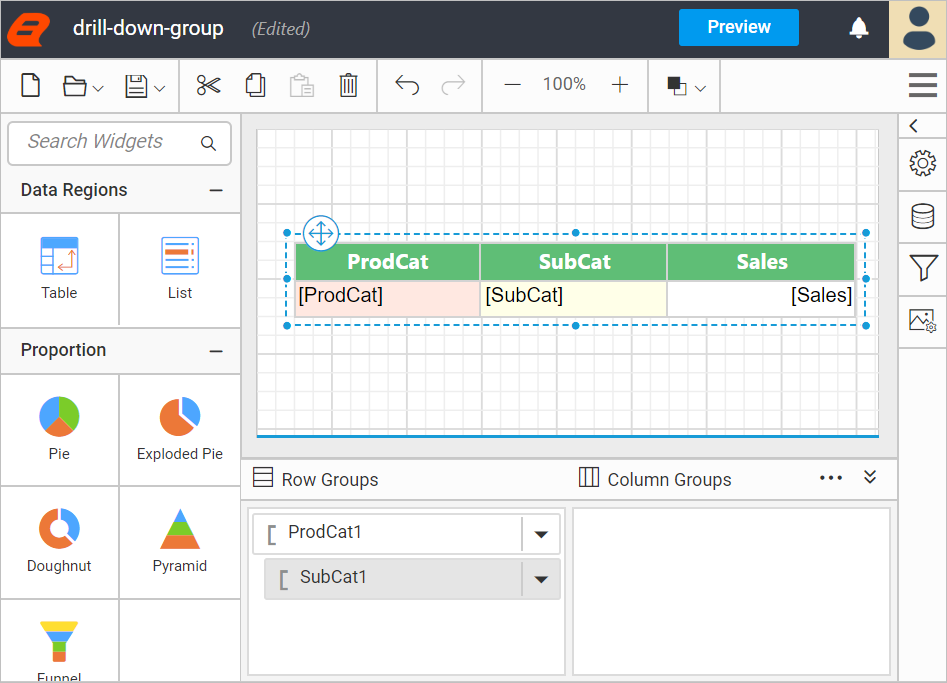 drill-down-group (Edited) Preview
100%
Search Widgets
Data Regions
Table List
Proportion
Pie Exploded Pie
Doughnut Pyramid
Funnel
ProdCat SubCat Sales
[ProdCat] [SubCat] [Sales]
Row Groups Column Groups
ProdCat1
SubCat1